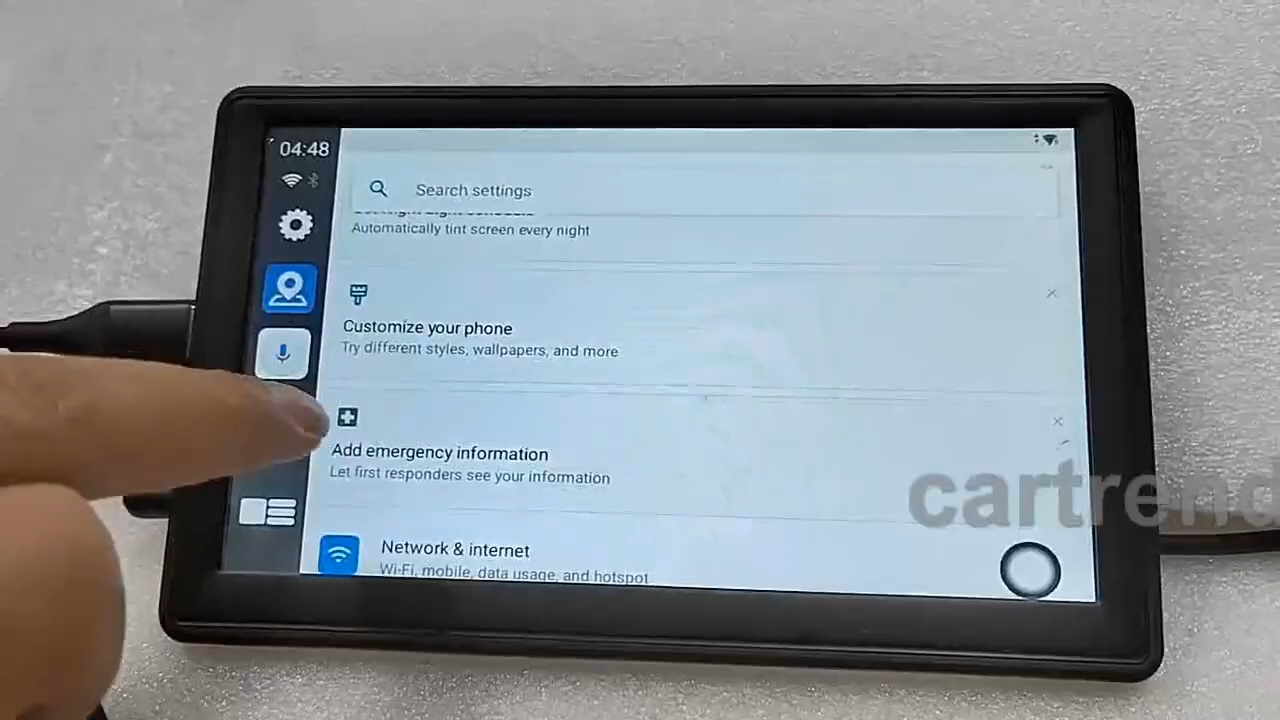 04:48
Search settings
Automatically tint screen every night
Customize your phone
Try different styles, wallpapers, and more
Add emergency information
Let first responders see your information
Network & internet
Wi-Fi, mobile, data usage, and hotspot
cartrend